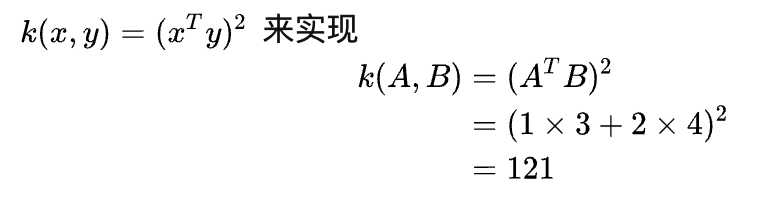 k(x, y) = (x^T y)^2 来实现
k(A, B) = (A^T B)^2
= (1 × 3 + 2 × 4)^2
= 121